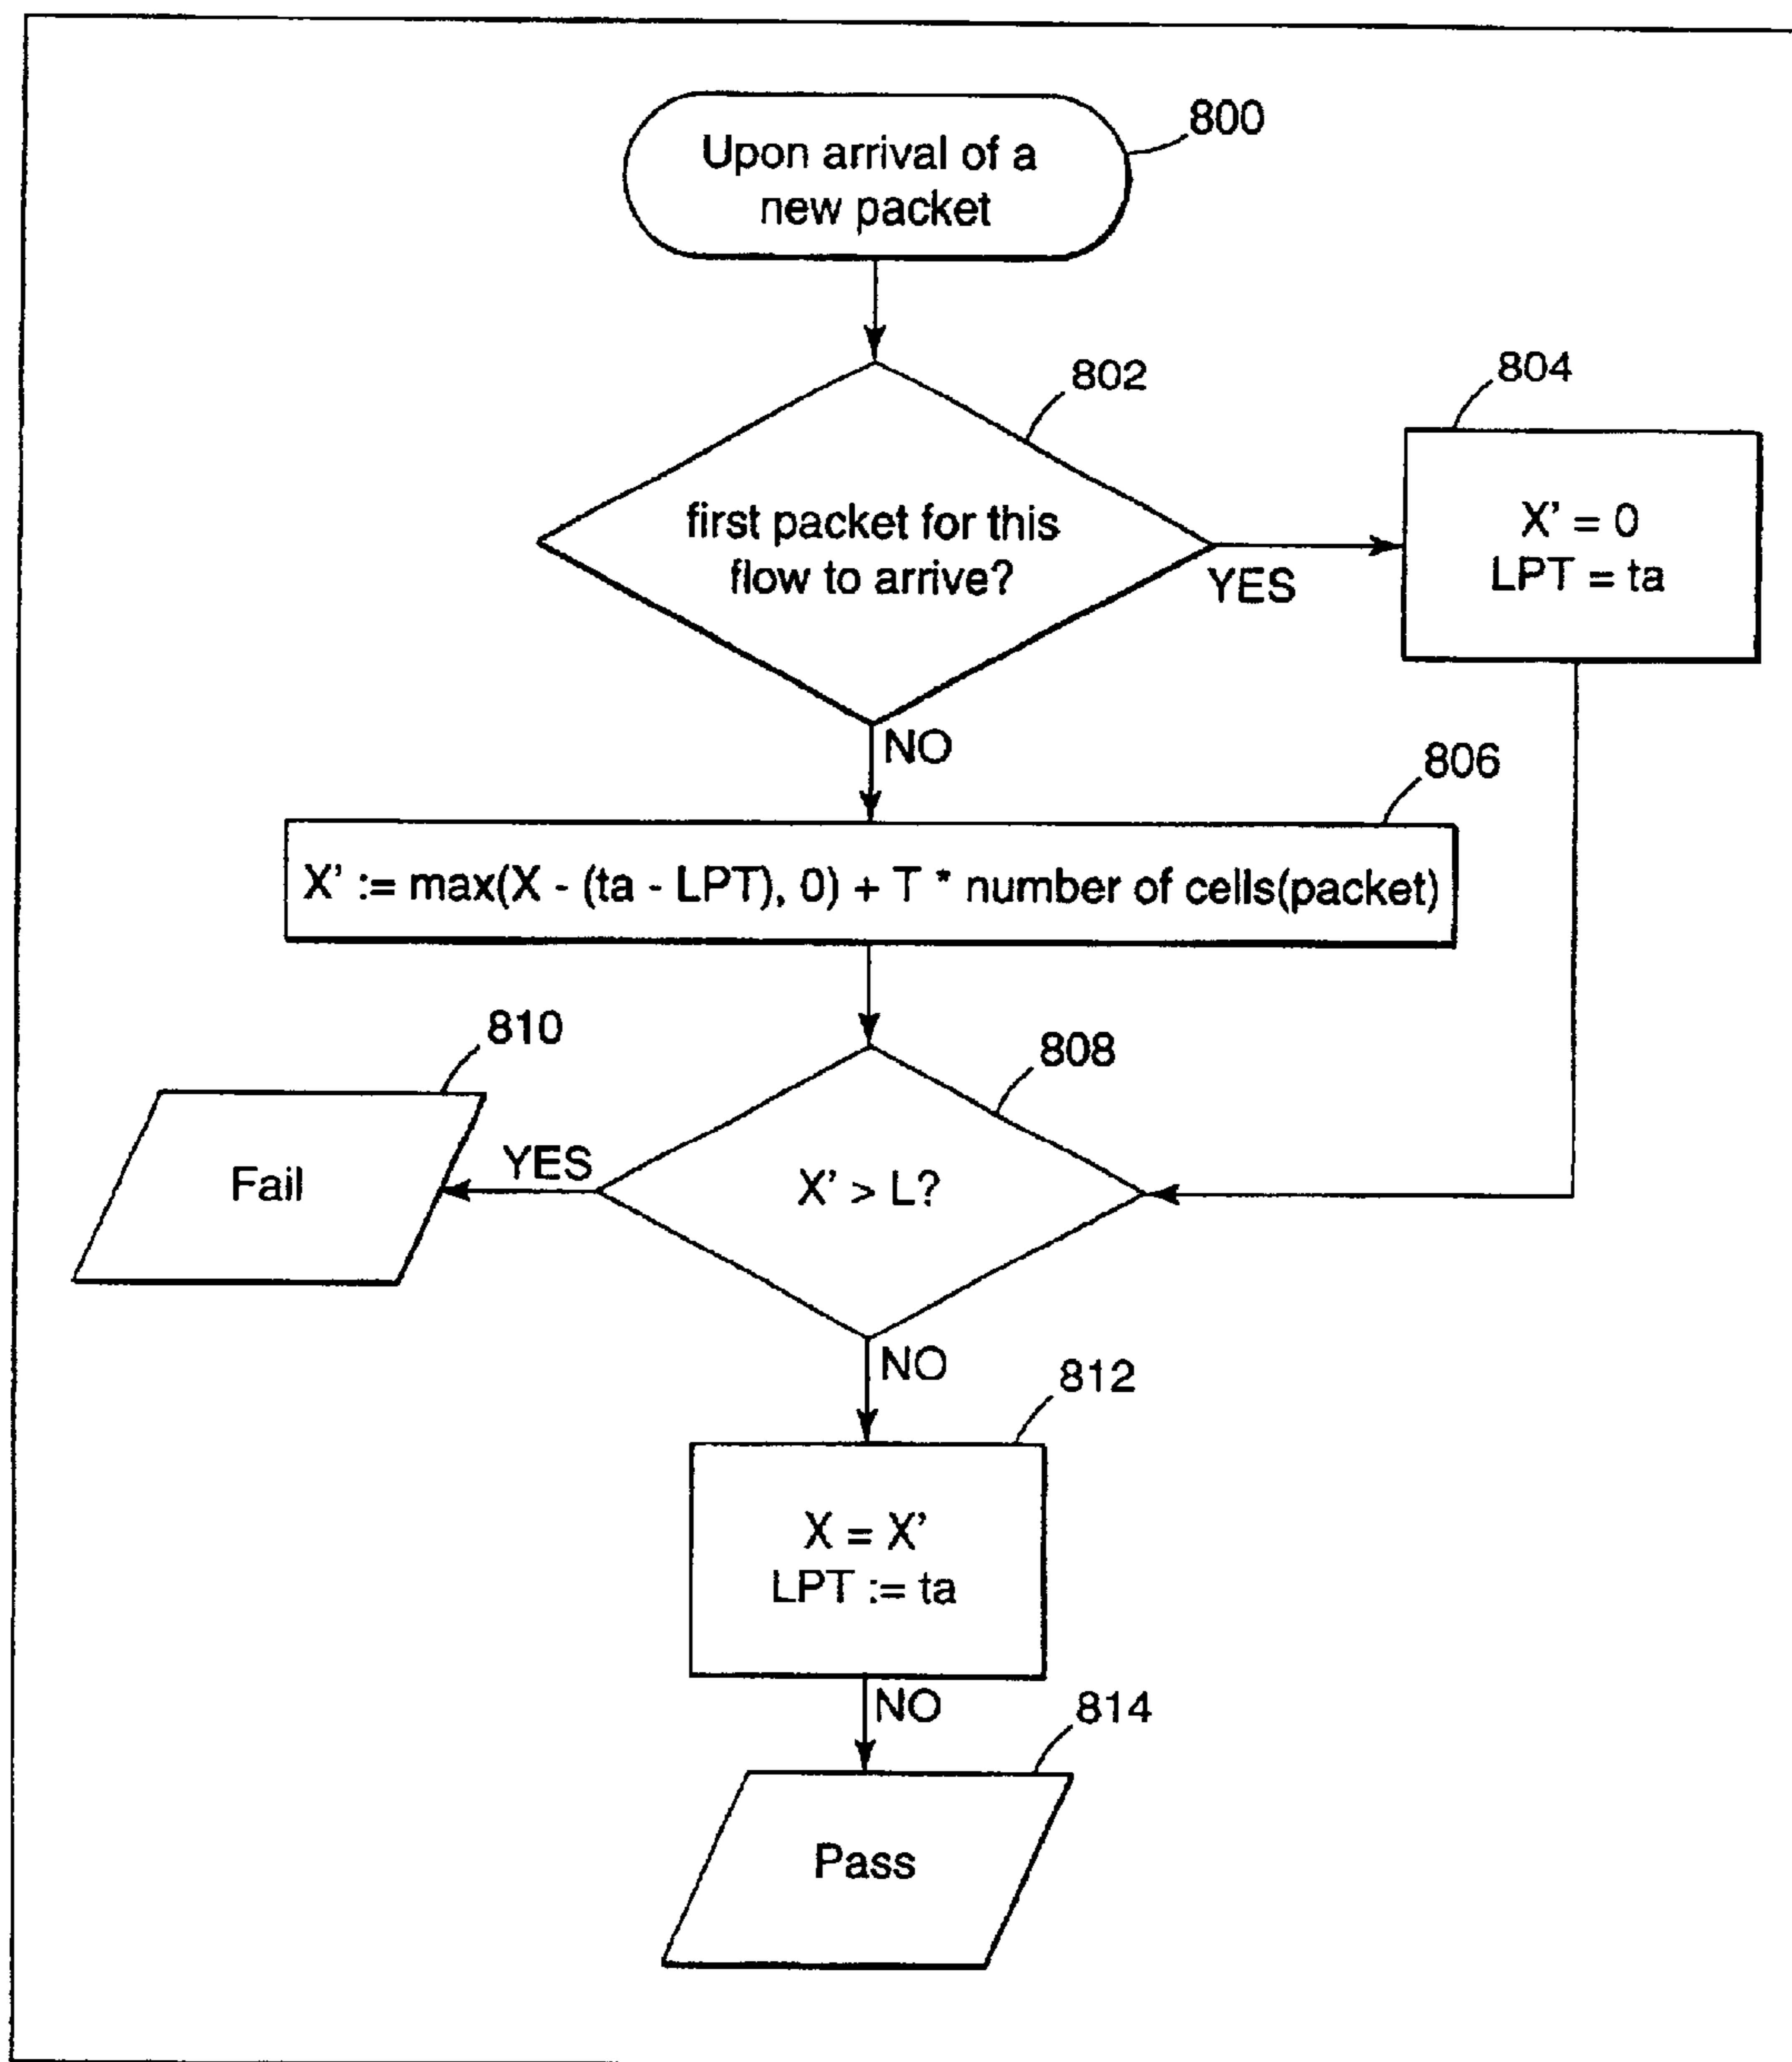 800
Upon arrival of a
new packet
802
804
first packet for this
flow to arrive?
YES
X' = 0
LPT = ta
NO
806
X' := max(X - (ta - LPT), 0) + T * number of cells(packet)
810
808
Fail
YES
X' > L?
NO
812
X = X'
LPT := ta
NO
814
Pass